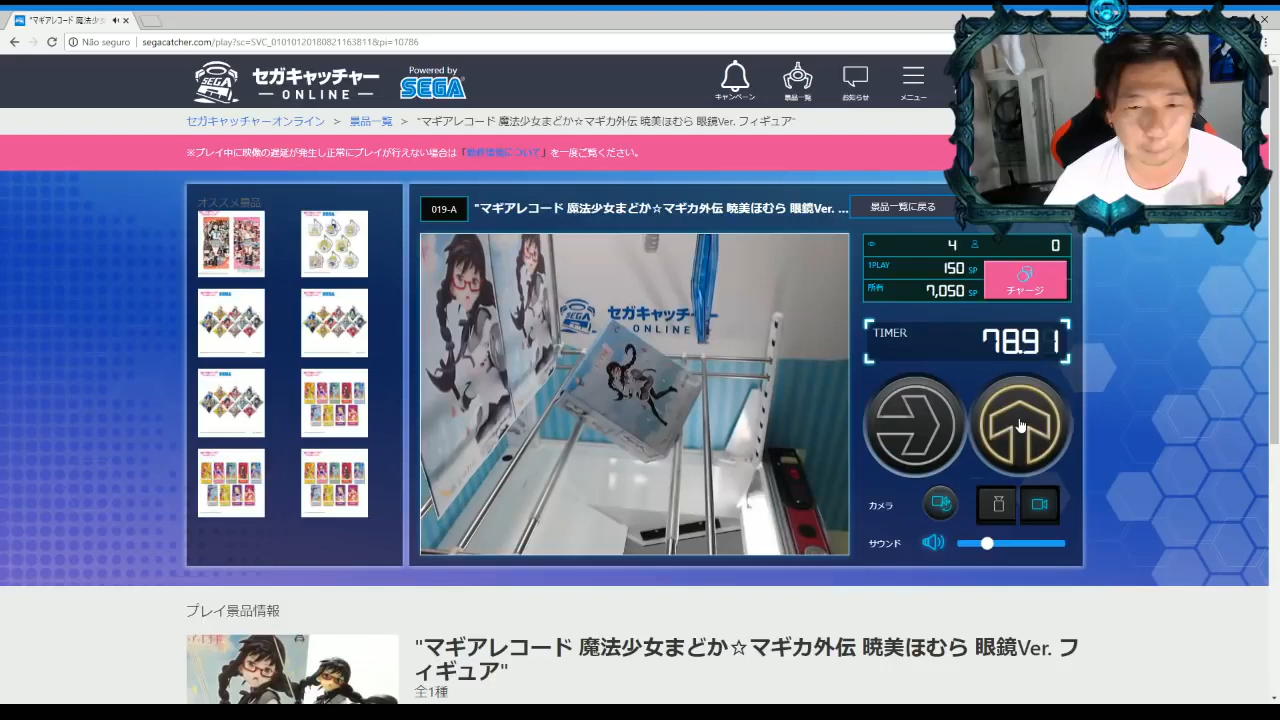 "マギアレコード 魔法少女
Não seguro | segacatcher.com/play?sc=SVC_0101012018082116381186&pi=10786
SEGA セガキャッチャー
ONLINE
Powered by
SEGA
キャンペーン
景品一覧
お知らせ
メニュー
セガキャッチャーオンライン > 景品一覧 > "マギアレコード 魔法少女まどか☆マギカ外伝 暁美ほむら 眼鏡Ver. フィギュア"
※プレイ中に映像の遅延が発生し正常にプレイが行えない場合は「動作環境について」を一度ご覧ください。
オススメ景品
019-A
"マギアレコード 魔法少女まどか☆マギカ外伝 暁美ほむら 眼鏡Ver. ...
景品一覧に戻る
SEGA セガキャッチャー
ONLINE
4 0
1PLAY 150 SP
所有 7,050 SP
チャージ
TIMER 78.91
カメラ
サウンド
プレイ景品情報
"マギアレコード 魔法少女まどか☆マギカ外伝 暁美ほむら 眼鏡Ver. フ
ィギュア"
全1種